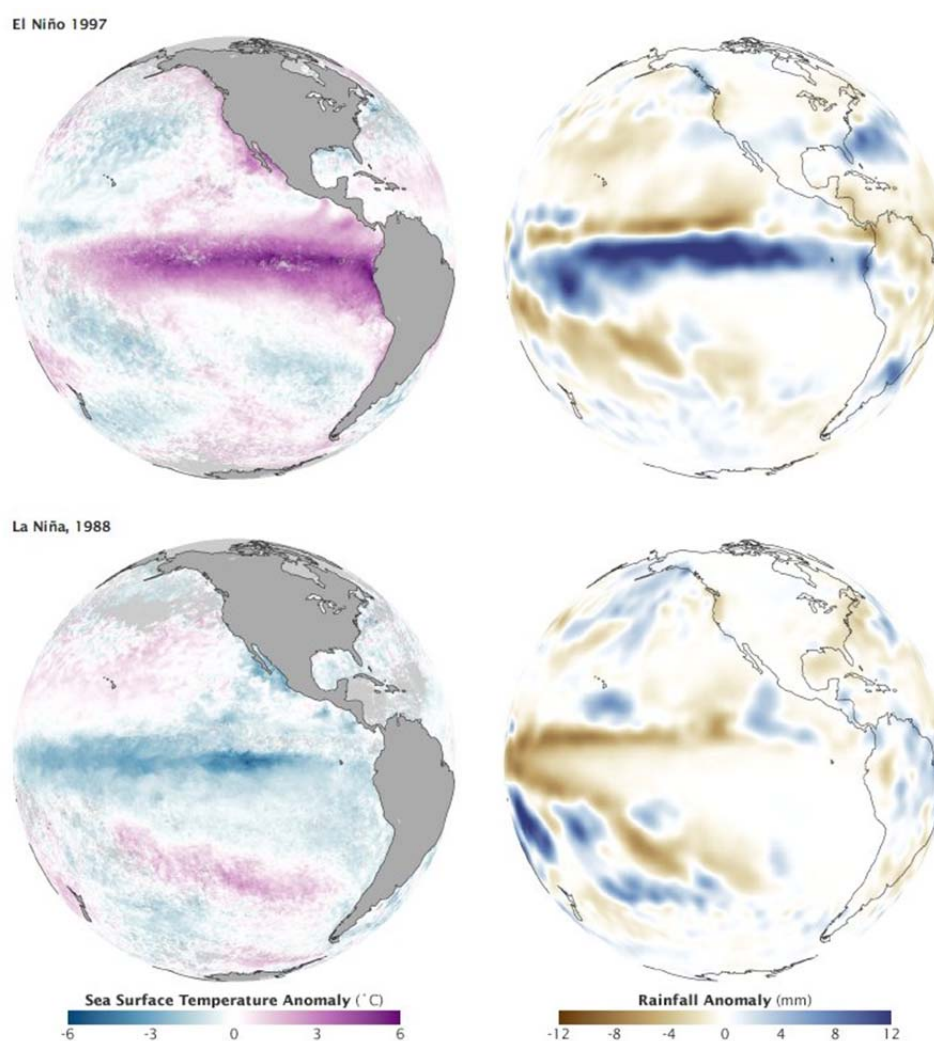 El Niño 1997
La Niña, 1988
Sea Surface Temperature Anomaly (˚C)
-6 -3 0 3 6
Rainfall Anomaly (mm)
-12 -8 -4 0 4 8 12